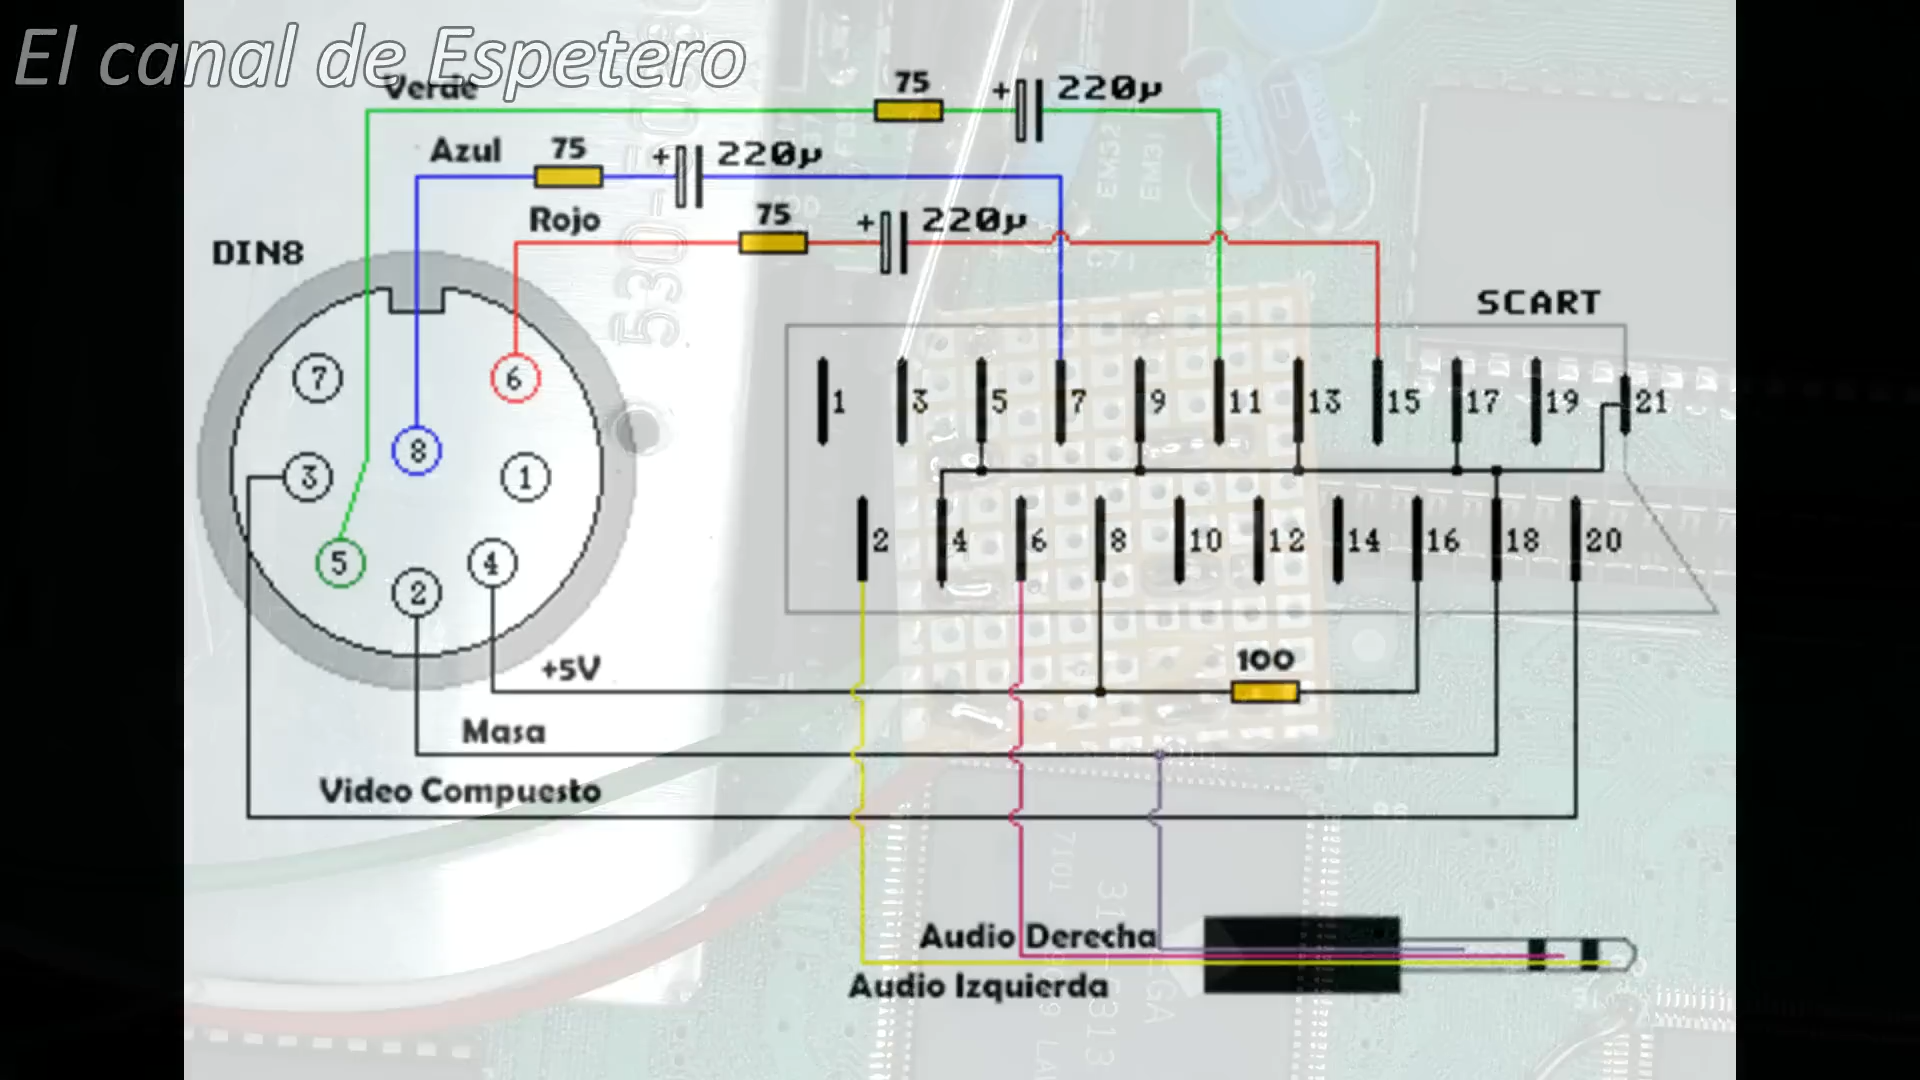 El canal de Espetero
Verde
75
+
220µ
Azul
75
+
220µ
Rojo
75
+
220µ
DIN8
SCART
7
6
8
3
1
5
4
2
1
3
5
7
9
11
13
15
17
19
21
2
4
6
8
10
12
14
16
18
20
100
+5V
Masa
Video Compuesto
Audio Derecha
Audio Izquierda
EM32
EM31